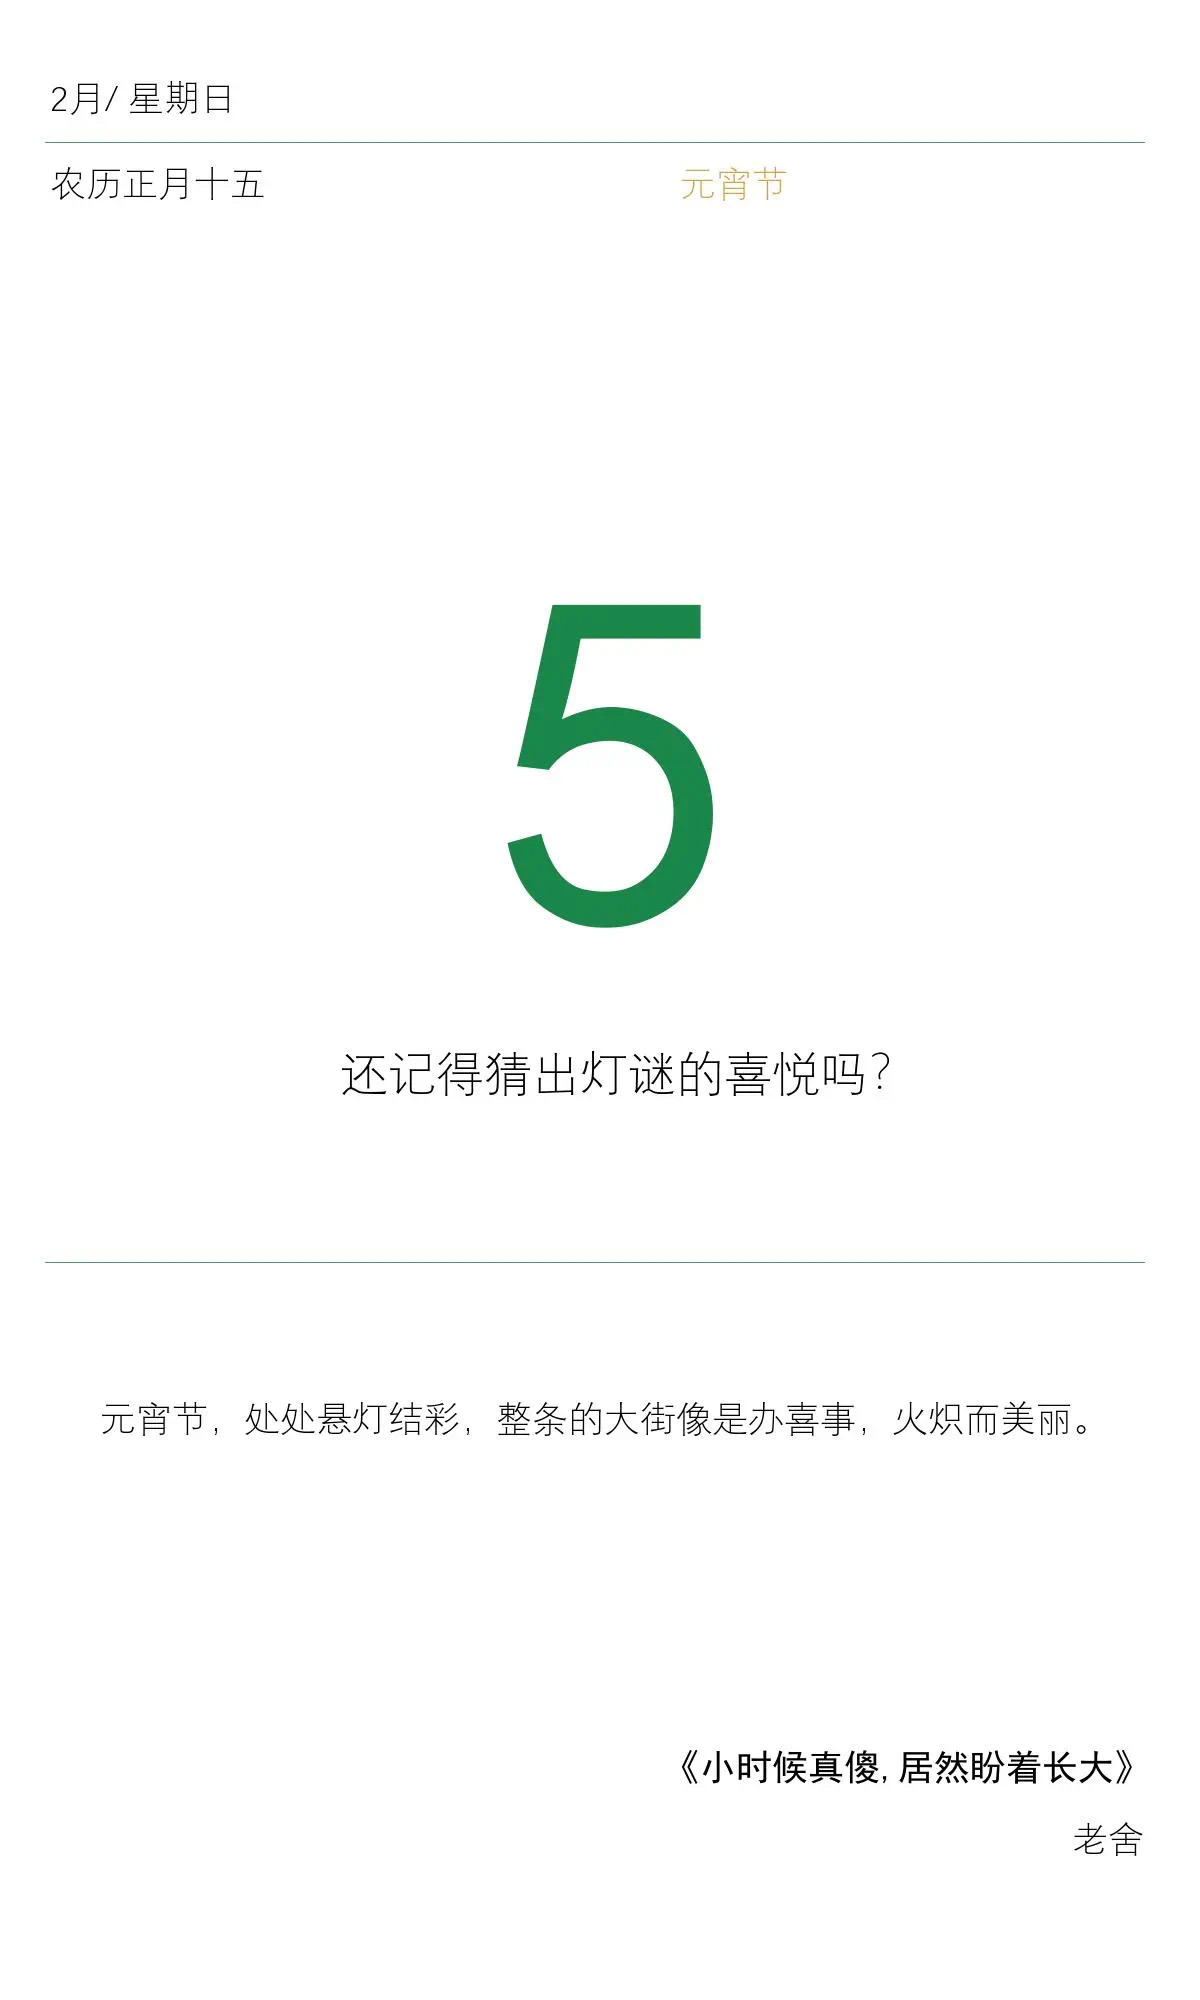 2月/ 星期日
农历正月十五 元宵节
5
还记得猜出灯谜的喜悦吗？
元宵节，处处悬灯结彩，整条的大街像是办喜事，火炽而美丽。
《小时候真傻，居然盼着长大》
老舍